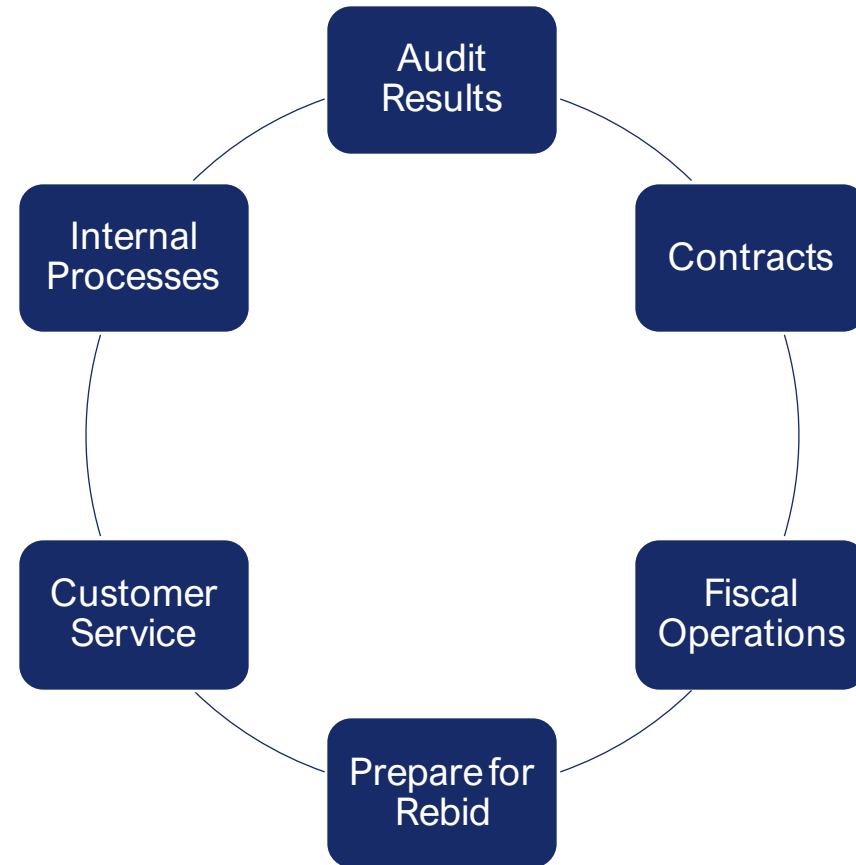 Audit
Results
Contracts
Fiscal
Operations
Prepare for
Rebid
Customer
Service
Internal
Processes